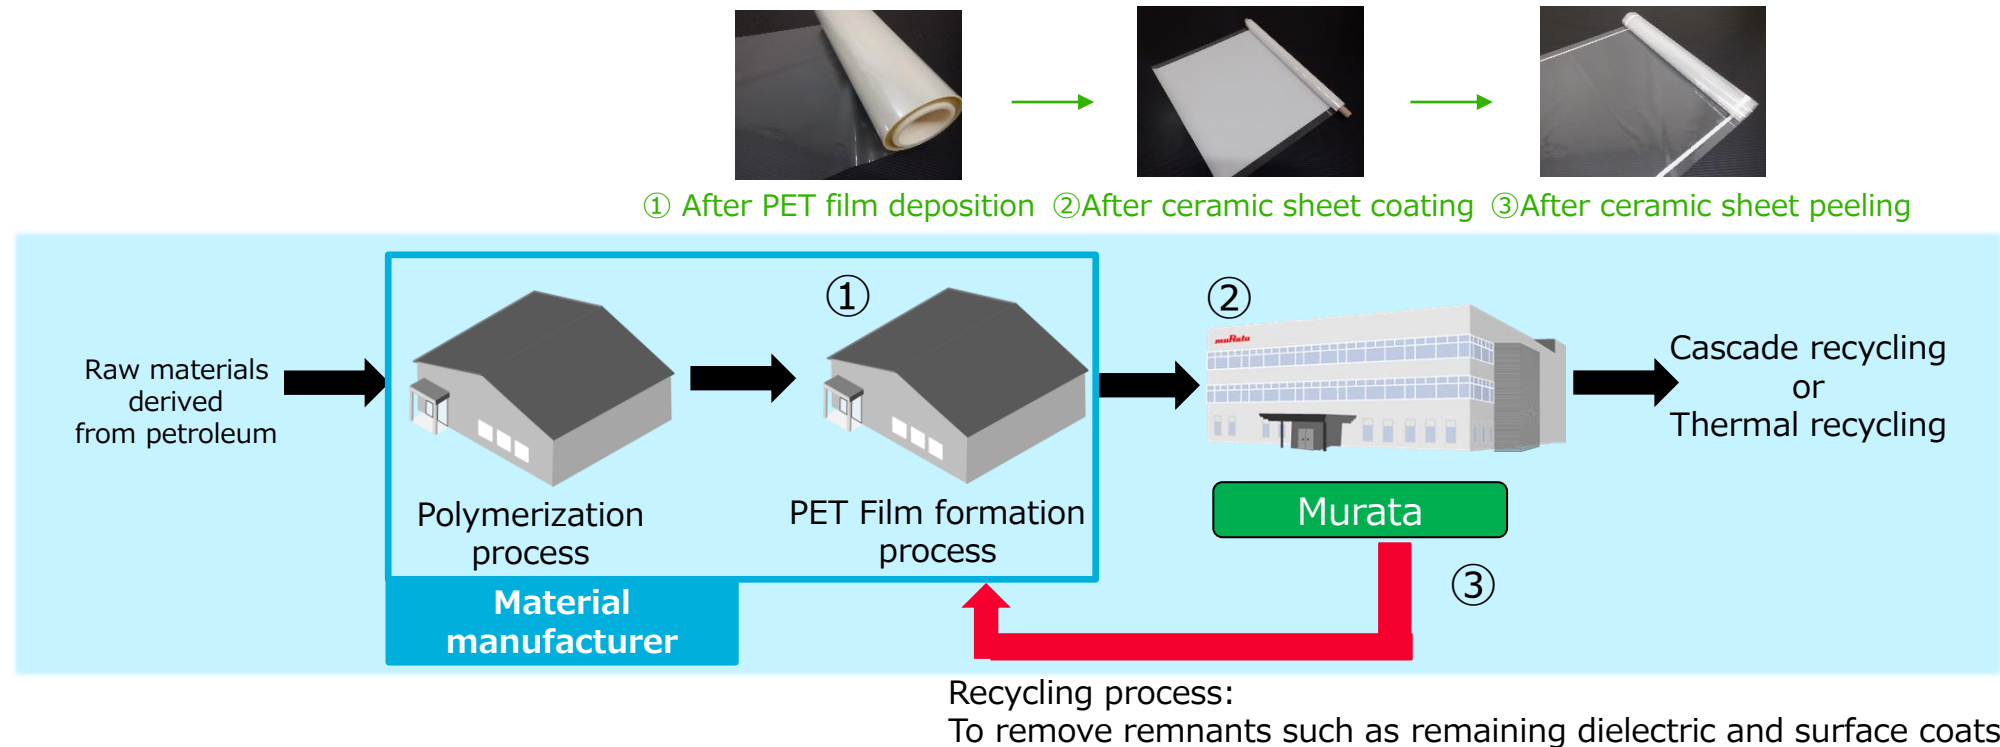 ① After PET film deposition ②After ceramic sheet coating ③After ceramic sheet peeling
①
②
muRata
Raw materials
derived
from petroleum
Cascade recycling
or
Thermal recycling
Polymerization
process
PET Film formation
process
Murata
③
Material
manufacturer
Recycling process:
To remove remnants such as remaining dielectric and surface coats